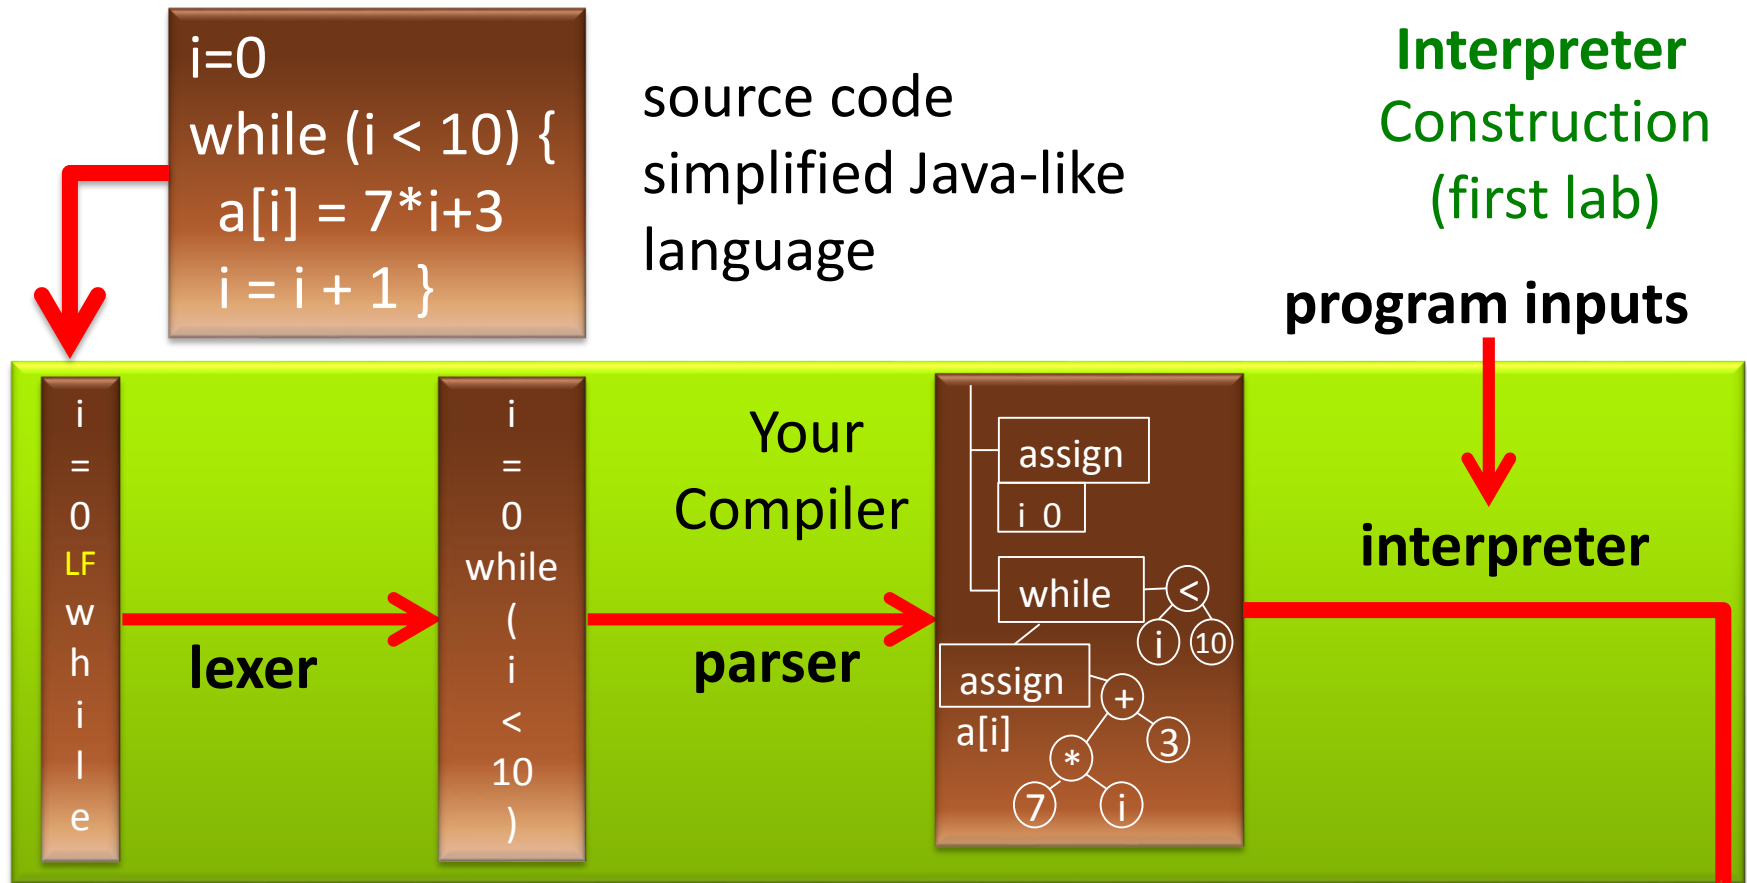 i=0
while (i < 10) {
a[i] = 7*i+3
i = i + 1 }
source code
simplified Java-like
language
Interpreter
Construction
(first lab)
program inputs
i
=
0
LF
w
h
i
l
e
lexer
i
=
0
while
(
i
<
10
)
Your
Compiler
parser
assign
i 0
while
<
i
10
assign
a[i]
+
3
*
7
i
interpreter